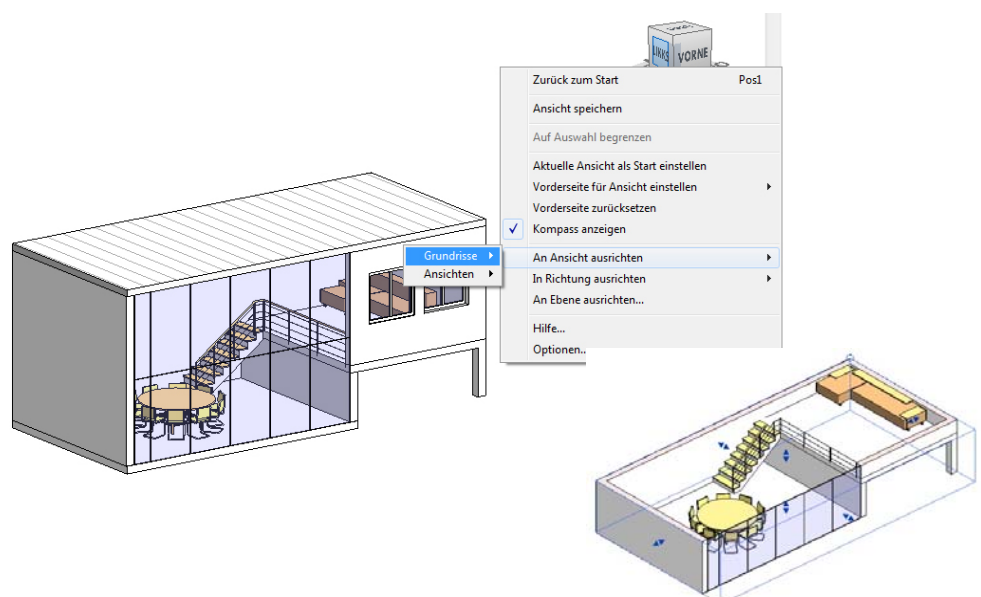 LINKS VORNE
Zurück zum Start Pos1
Ansicht speichern
Auf Auswahl begrenzen
Aktuelle Ansicht als Start einstellen
Vorderseite für Ansicht einstellen
Vorderseite zurücksetzen
Kompass anzeigen
Grundrisse
Ansichten
An Ansicht ausrichten
In Richtung ausrichten
An Ebene ausrichten...
Hilfe...
Optionen..